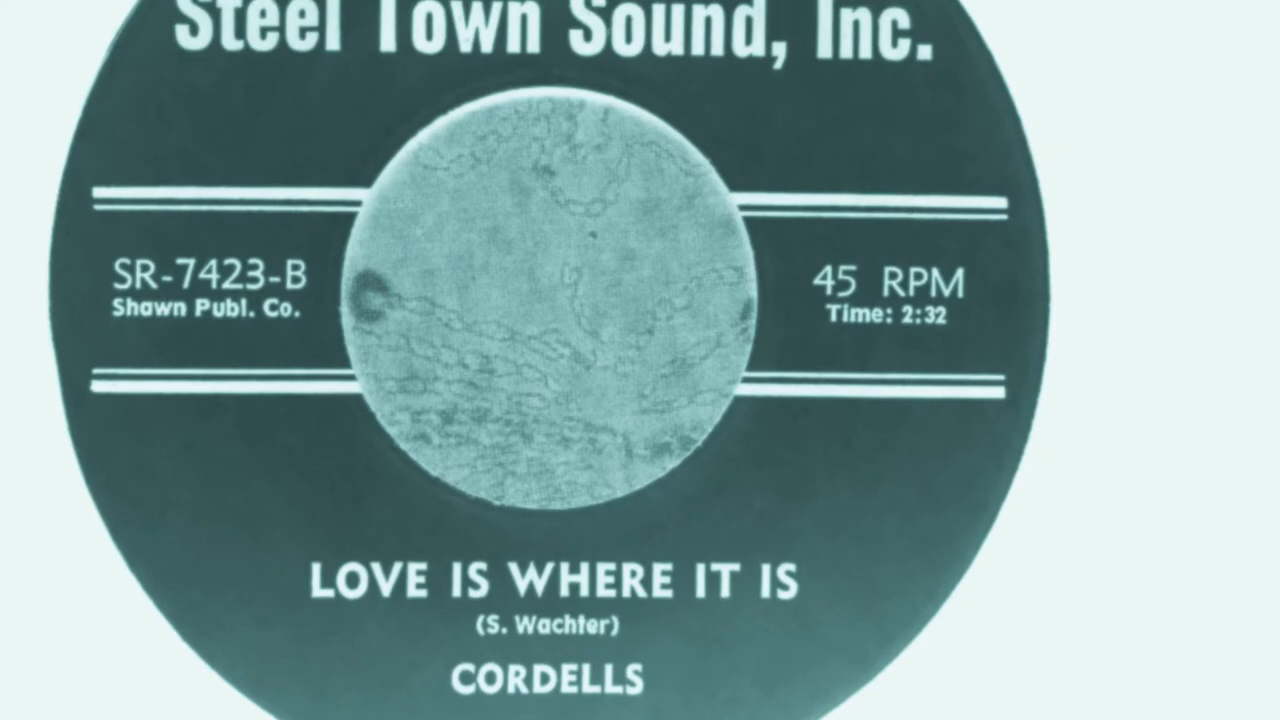 Steel Town Sound, Inc.
SR-7423-B
Shawn Publ. Co.
45 RPM
Time: 2:32
LOVE IS WHERE IT IS
(S. Wachter)
CORDELLS